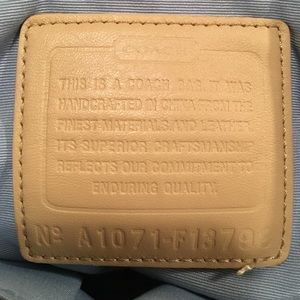 COACH
THIS IS A COACH BAG. IT WAS
HANDCRAFTED IN CHINA FROM THE
FINEST MATERIALS AND LEATHER.
ITS SUPERIOR CRAFTSMANSHIP
REFLECTS OUR COMMITMENT TO
ENDURING QUALITY.
Nº A1071-F13792